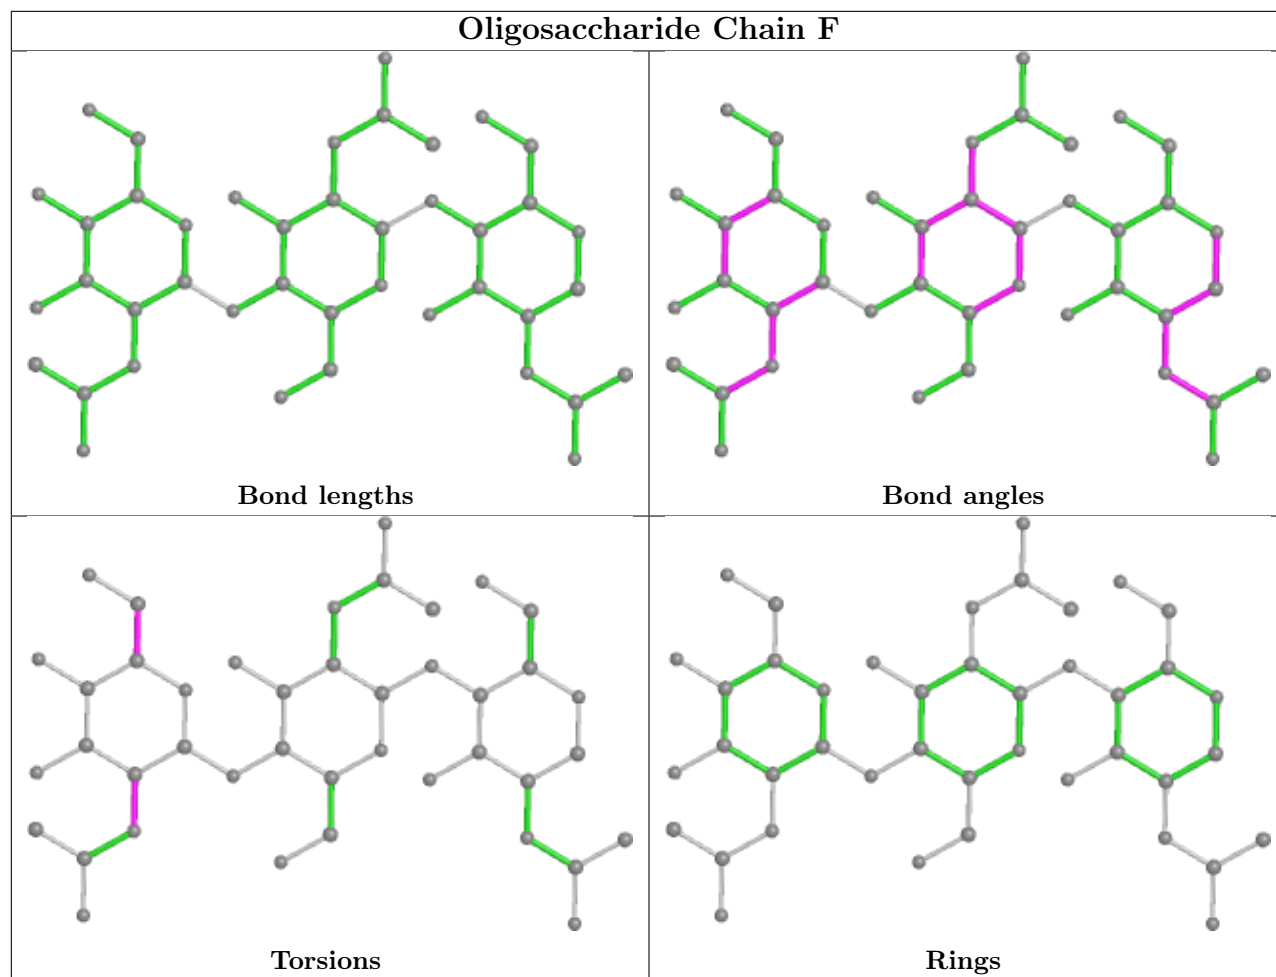 Oligosaccharide Chain F
Bond lengths
Bond angles
Torsions
Rings